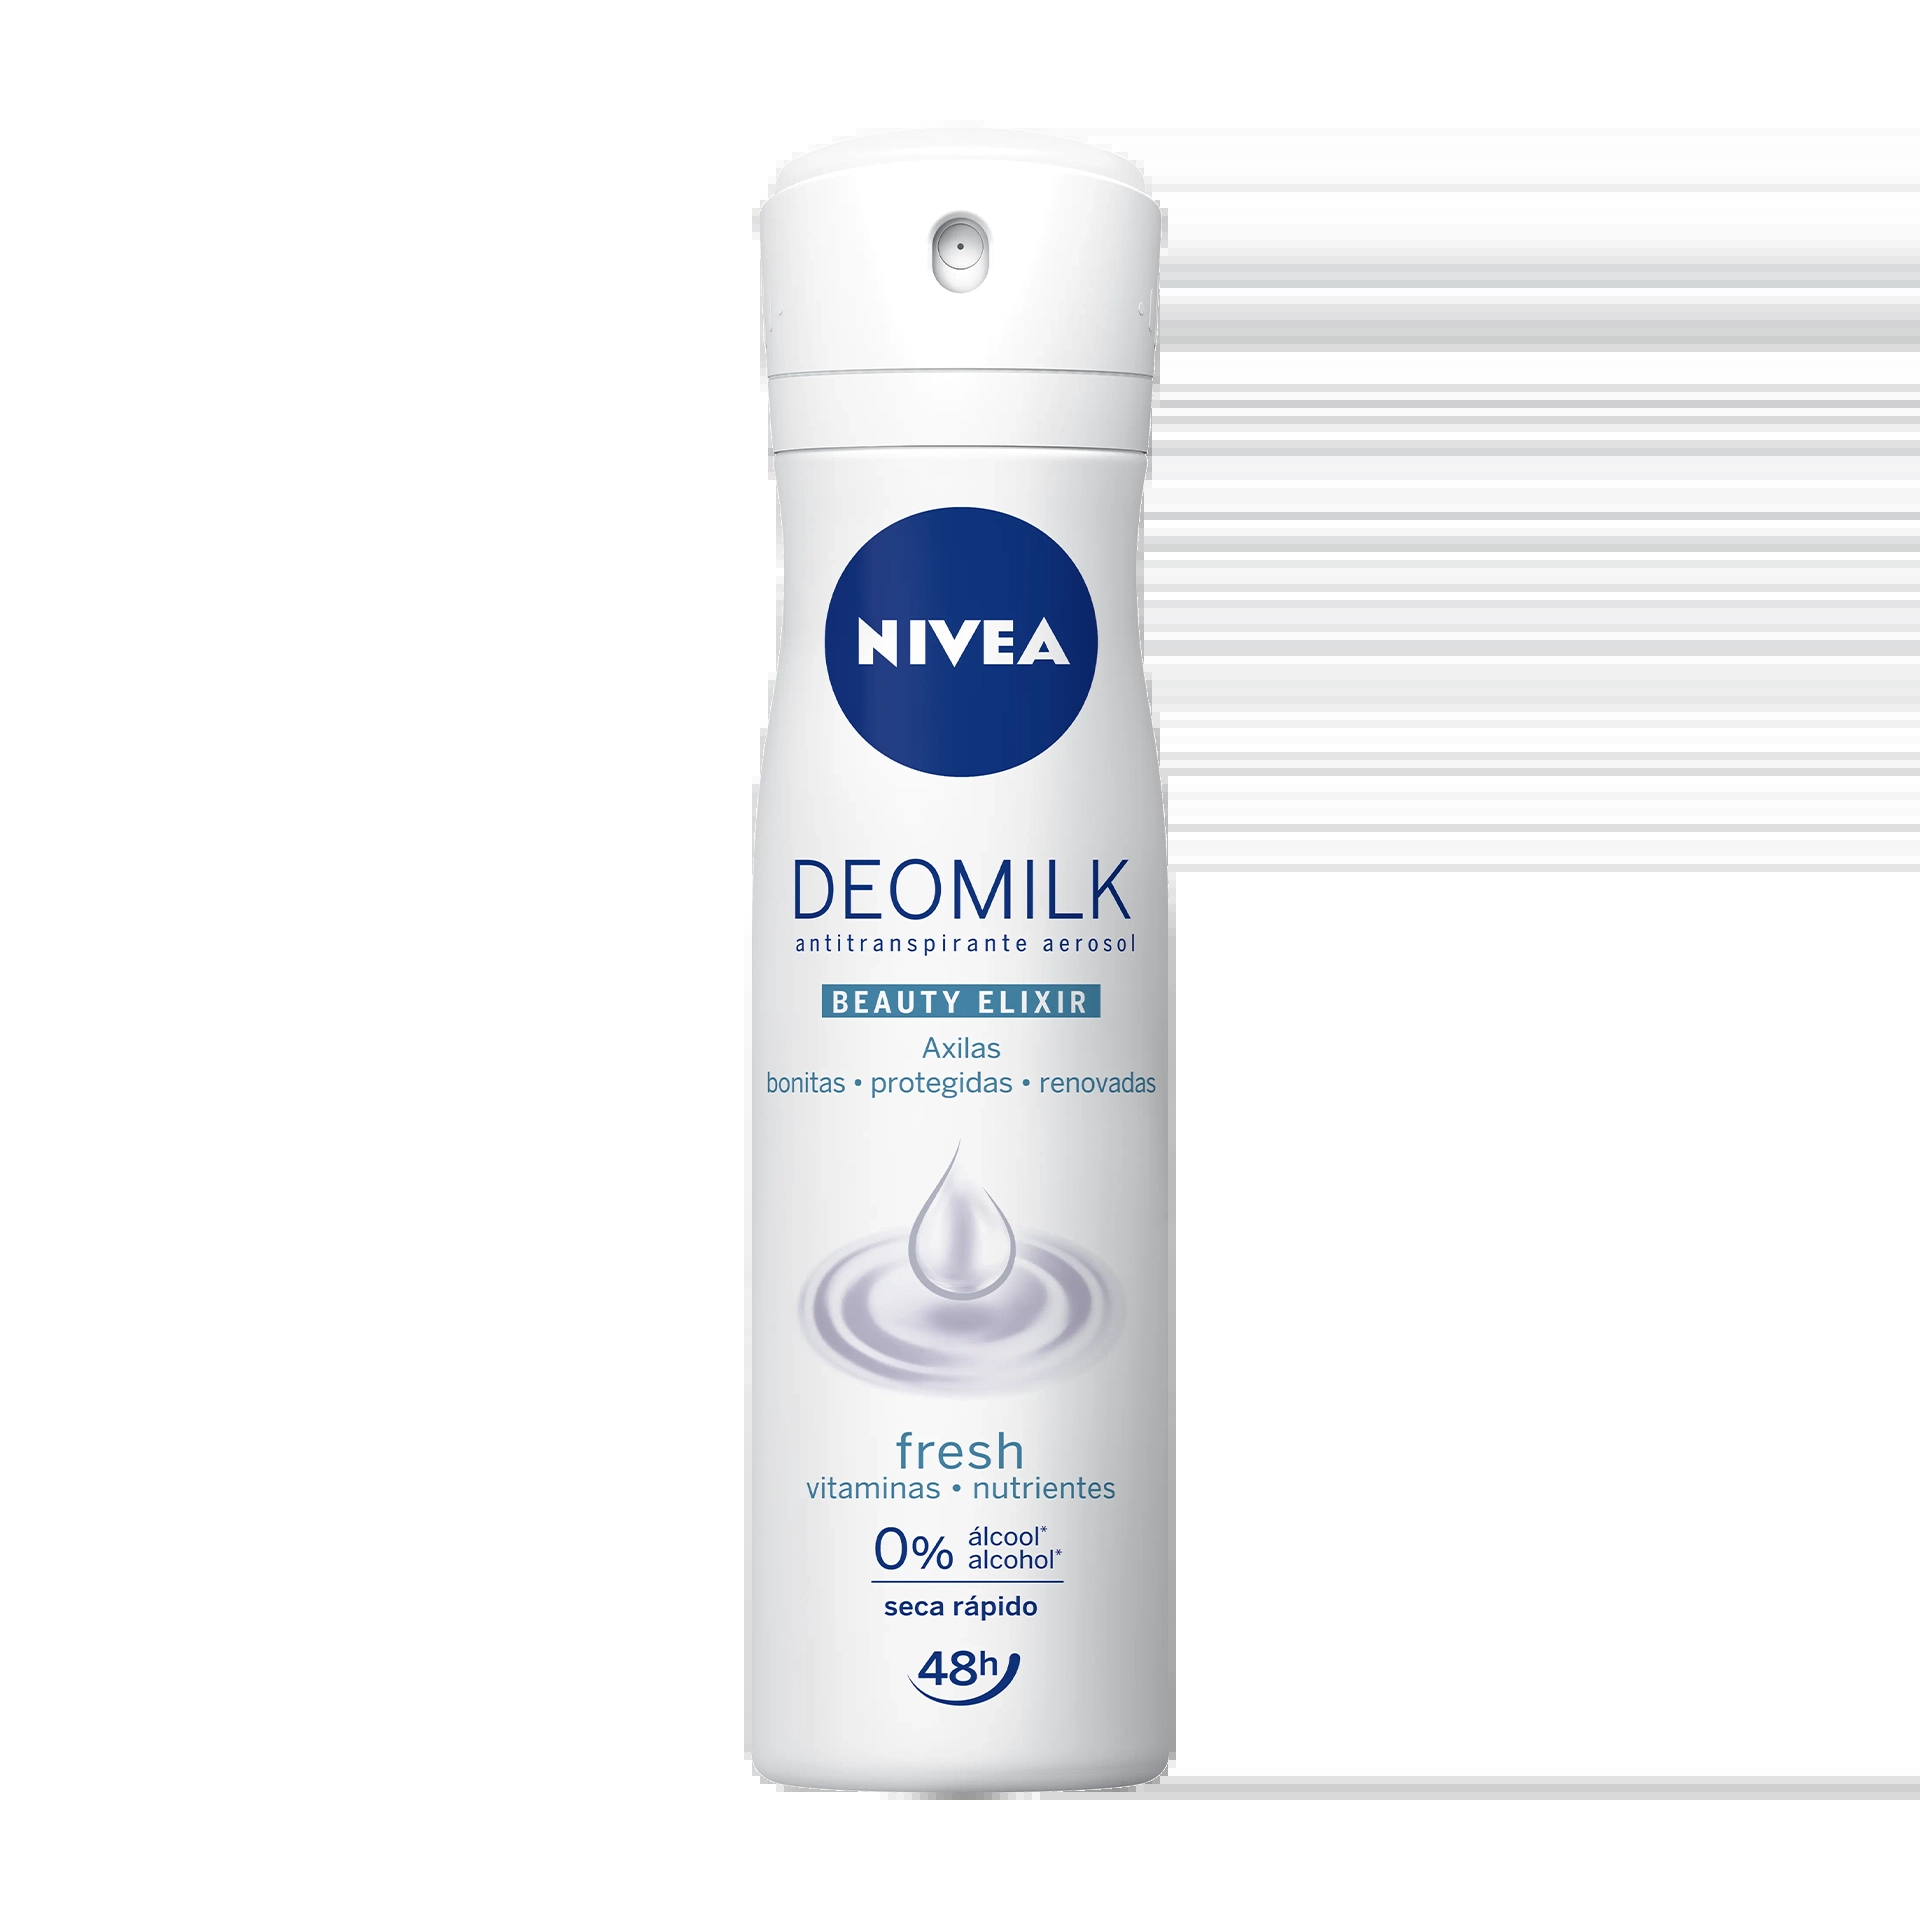 NIVEA
DEOMILK
antitranspirante aerosol
BEAUTY ELIXIR
Axilas
bonitas • protegidas • renovadas
fresh
vitaminas • nutrientes
0% álcool*
alcohol*
seca rápido
48h